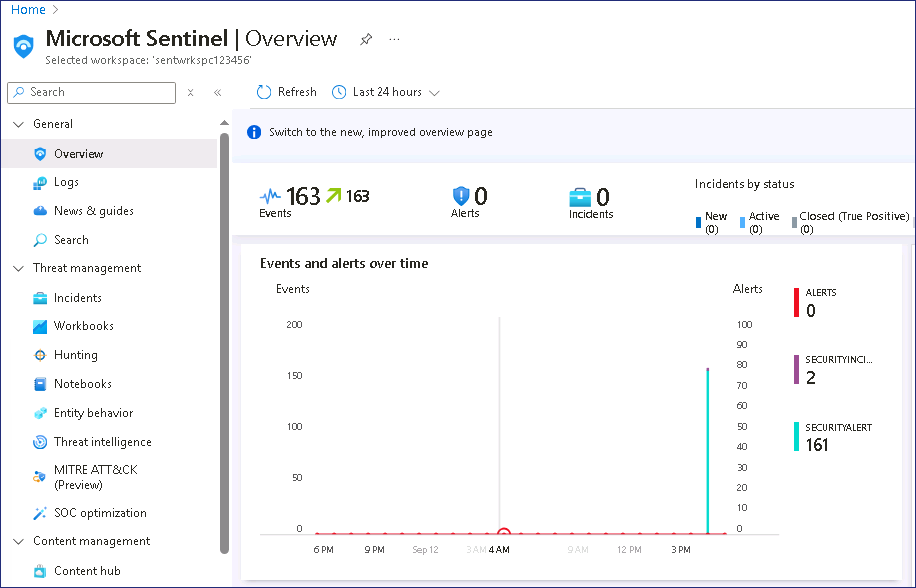 Home
Microsoft Sentinel | Overview
Selected workspace: 'sentwrkspc123456'
Search
Refresh
Last 24 hours
General
Overview
Logs
News & guides
Search
Threat management
Incidents
Workbooks
Hunting
Notebooks
Entity behavior
Threat intelligence
MITRE ATT&CK
(Preview)
SOC optimization
Content management
Content hub
Switch to the new, improved overview page
163 163
Events
0
Alerts
0
Incidents
Incidents by status
New
(0)
Active
(0)
Closed (True Positive)
(0)
Events and alerts over time
Events
Alerts
200
150
100
50
0
100
90
80
70
60
50
40
30
20
10
0
6 PM 9 PM Sep 12 3 AM 4 AM 9 AM 12 PM 3 PM
ALERTS
0
SECURITYINCI...
2
SECURITYALERT
161